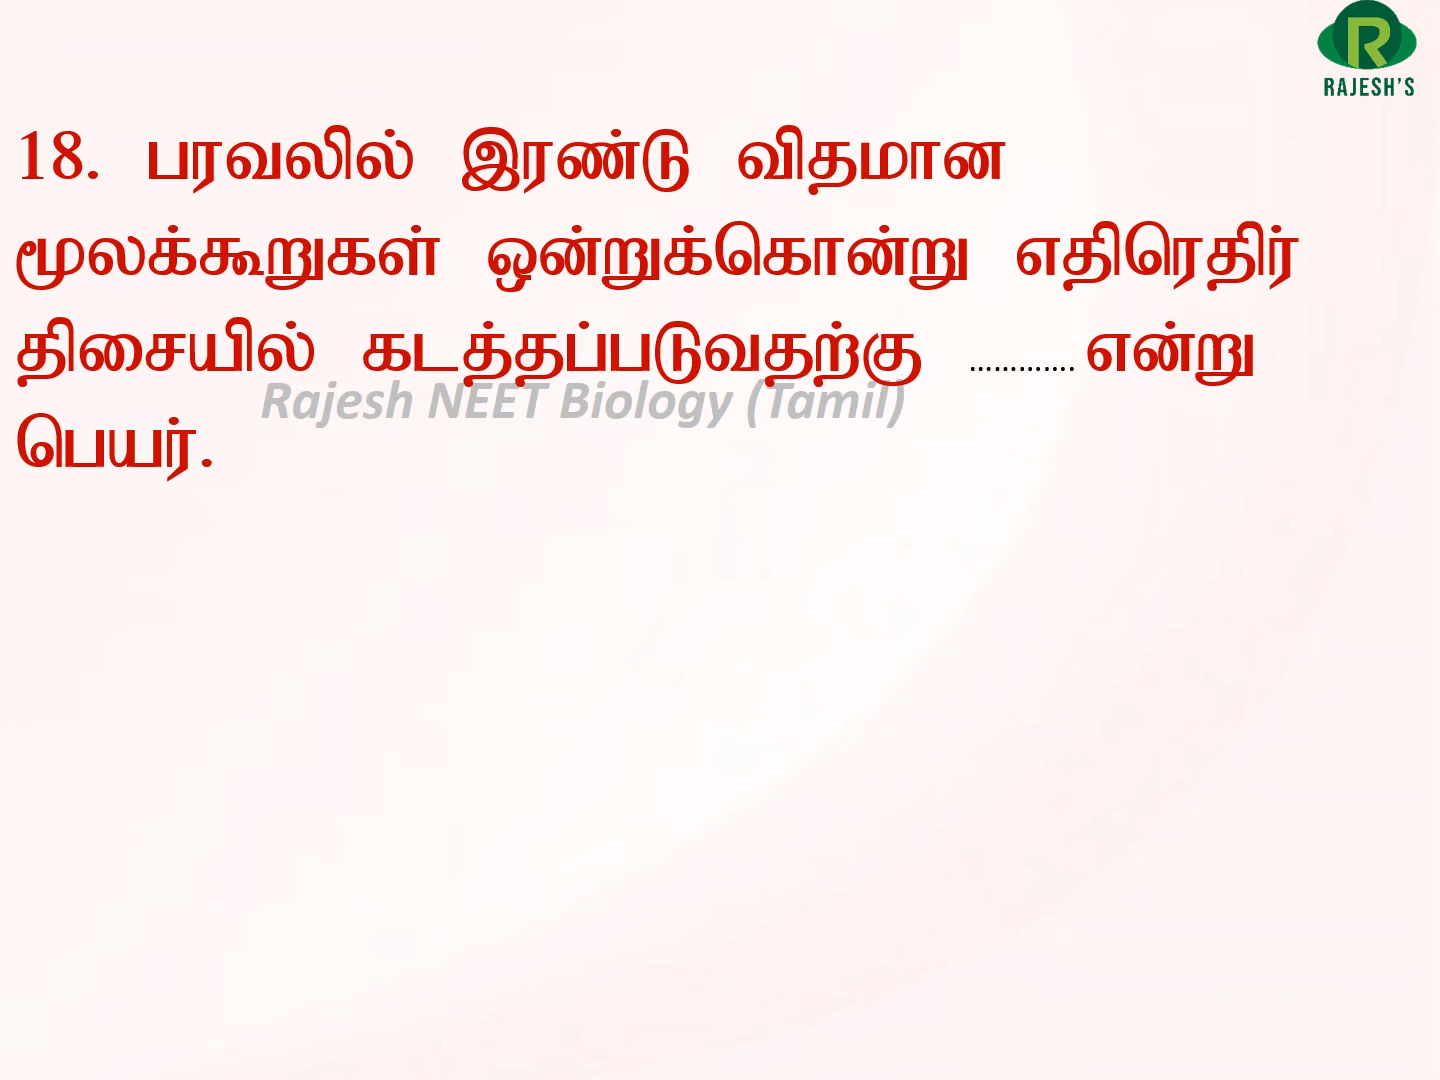 RAJESH'S
18. பரவலில் இரண்டு விதமான
மூலக்கூறுகள் ஒன்றுக்கொன்று எதிரெதிர்
திசையில் கடத்தப்படுவதற்கு ............. என்று
Rajesh NEET Biology (Tamil)
பெயர்.